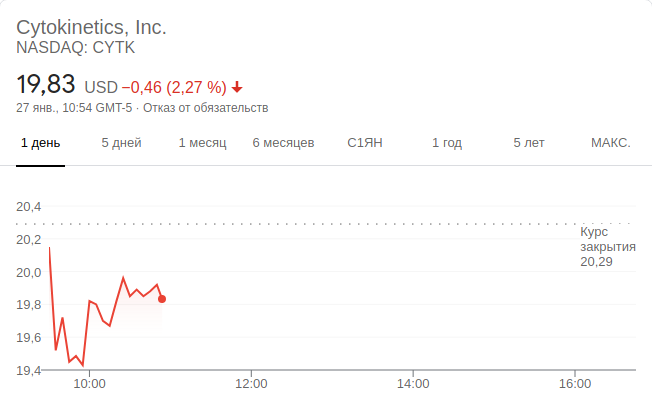 Cytokinetics, Inc.
NASDAQ: CYTK
19,83 USD −0,46 (2,27 %)
27 янв., 10:54 GMT-5 · Отказ от обязательств
1 день 5 дней 1 месяц 6 месяцев С1ЯН 1 год 5 лет МАКС.
20,4
Курс
20,2 закрытия
20,29
20,0
19,8
19,6
19,4
10:00 12:00 14:00 16:00